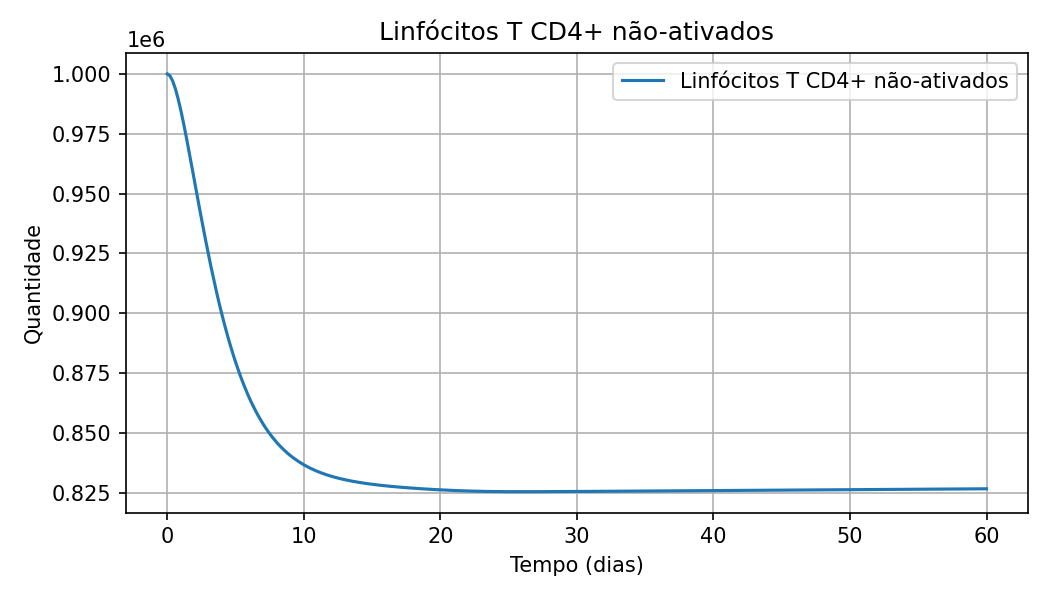 Linfócitos T CD4+ não-ativados
1e6
Linfócitos T CD4+ não-ativados
1.000
0.975
0.950
0.925
0.900
0.875
0.850
0.825
Quantidade
0 10 20 30 40 50 60
Tempo (dias)